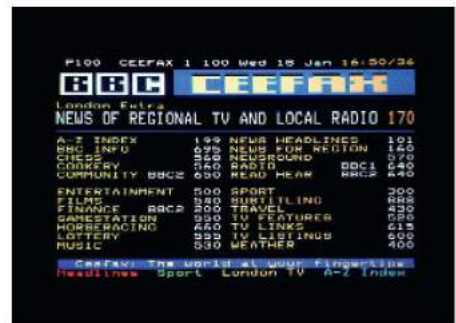 P100 CEEFAX 1 100 Wed 18 Jan 16:50/36
BBC CEEFAX
London Extra
NEWS OF REGIONAL TV AND LOCAL RADIO 170
A-Z INDEX 199 NEWS HEADLINES 101
BBC INFO 695 NEWS FOR REGION 160
CHESS 568 NEWSROUND 570
COOKERY 560 RADIO BBC1 640
COMMUNITY BBC2 650 READ HEAR BBC2 640
ENTERTAINMENT 500 SPORT 300
FILMS 540 SUBTITLING 888
FINANCE BBC2 200 TRAVEL 430
GAMESTATION 550 TV FEATURES 520
HORSERACING 660 TV LINKS 615
LOTTERY 555 TV LISTINGS 600
MUSIC 530 WEATHER 400
Ceefax: The world at your fingertips
Headlines Sport London TV A-Z Index